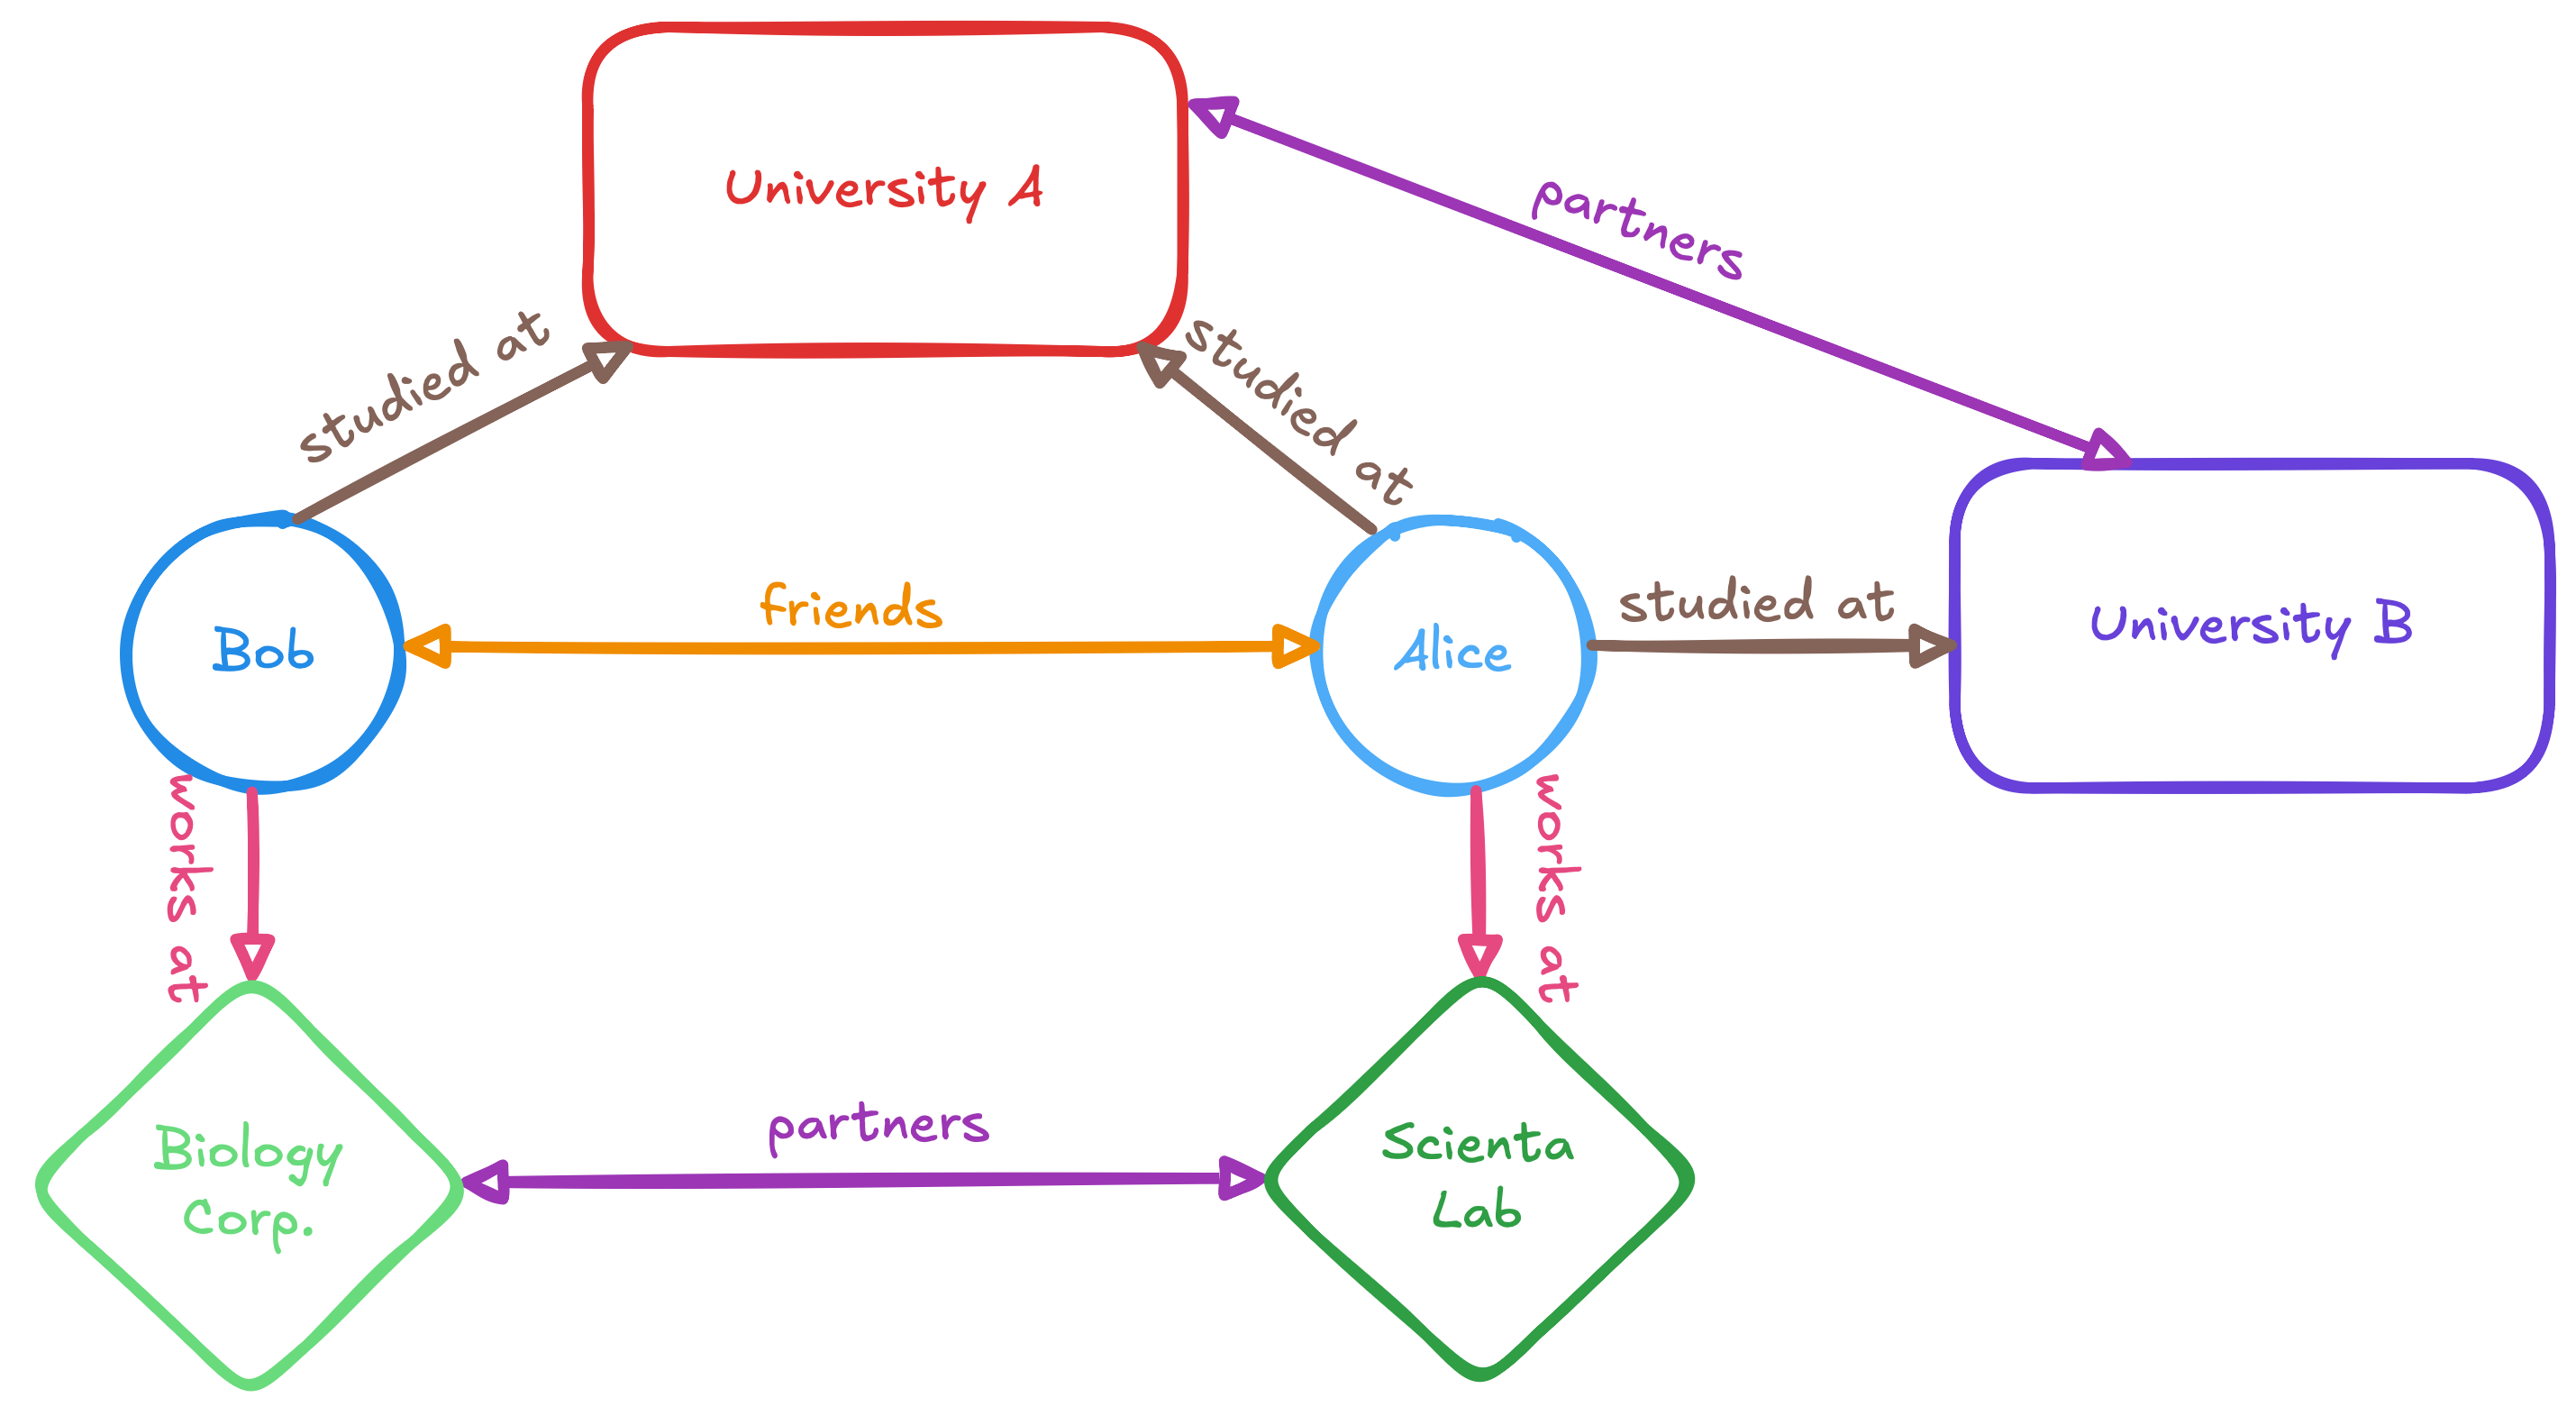 University A
partners
studied at
studied at
friends
studied at
University B
Bob
Alice
works at
works at
partners
Biology
Corp.
Scienta
Lab